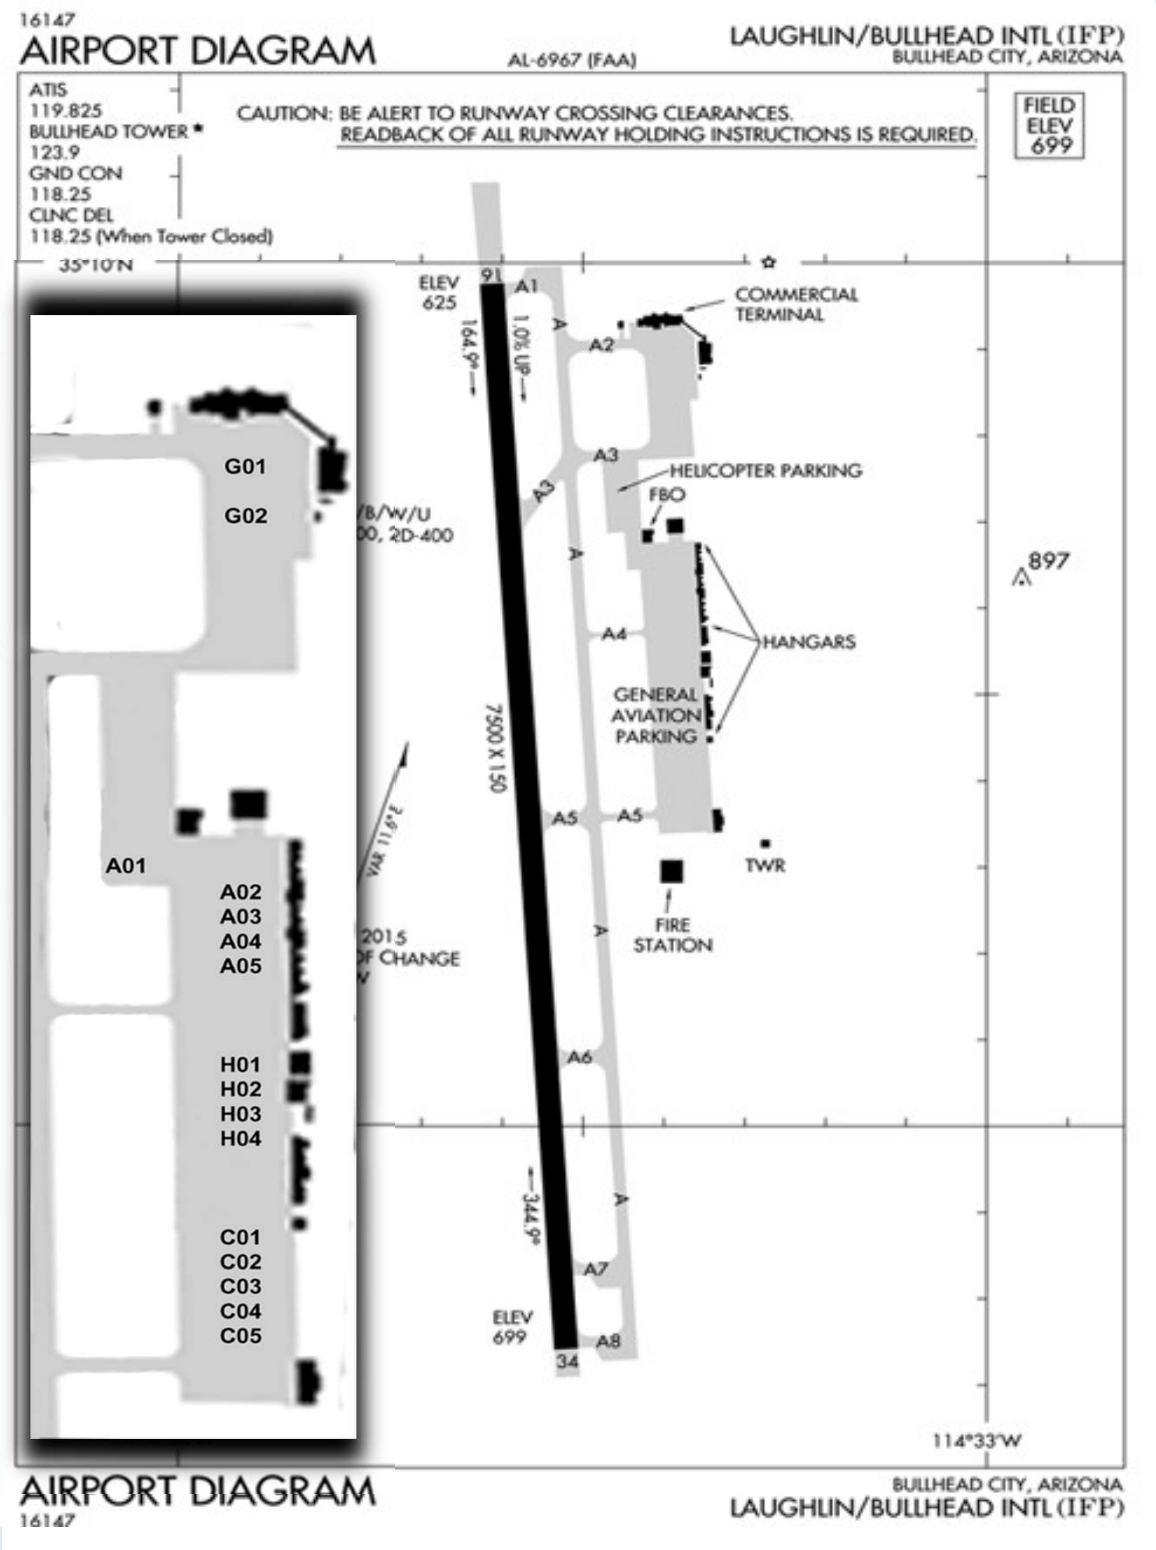 16147
AIRPORT DIAGRAM
AL-6967 (FAA)
LAUGHLIN/BULLHEAD INTL (IFP)
BULLHEAD CITY, ARIZONA
ATIS
119.825
BULLHEAD TOWER *
123.9
GND CON
118.25
CLNC DEL
118.25 (When Tower Closed)
CAUTION: BE ALERT TO RUNWAY CROSSING CLEARANCES.
READBACK OF ALL RUNWAY HOLDING INSTRUCTIONS IS REQUIRED.
FIELD
ELEV
699
35°10'N
ELEV
625
16
A1
164.9°
1.0% UP
A
A2
COMMERCIAL
TERMINAL
A3
A3
HELICOPTER PARKING
FBO
/B/W/U
00, 2D-400
A
897
A4
HANGARS
GENERAL
AVIATION
PARKING
7500 X 150
VAR 11.6° E
A5
A5
TWR
FIRE
STATION
A
2015
OF CHANGE
W
A6
344.9°
A
A7
ELEV
699
A8
34
114°33'W
G01
G02
A01
A02
A03
A04
A05
H01
H02
H03
H04
C01
C02
C03
C04
C05
AIRPORT DIAGRAM
16147
BULLHEAD CITY, ARIZONA
LAUGHLIN/BULLHEAD INTL (IFP)